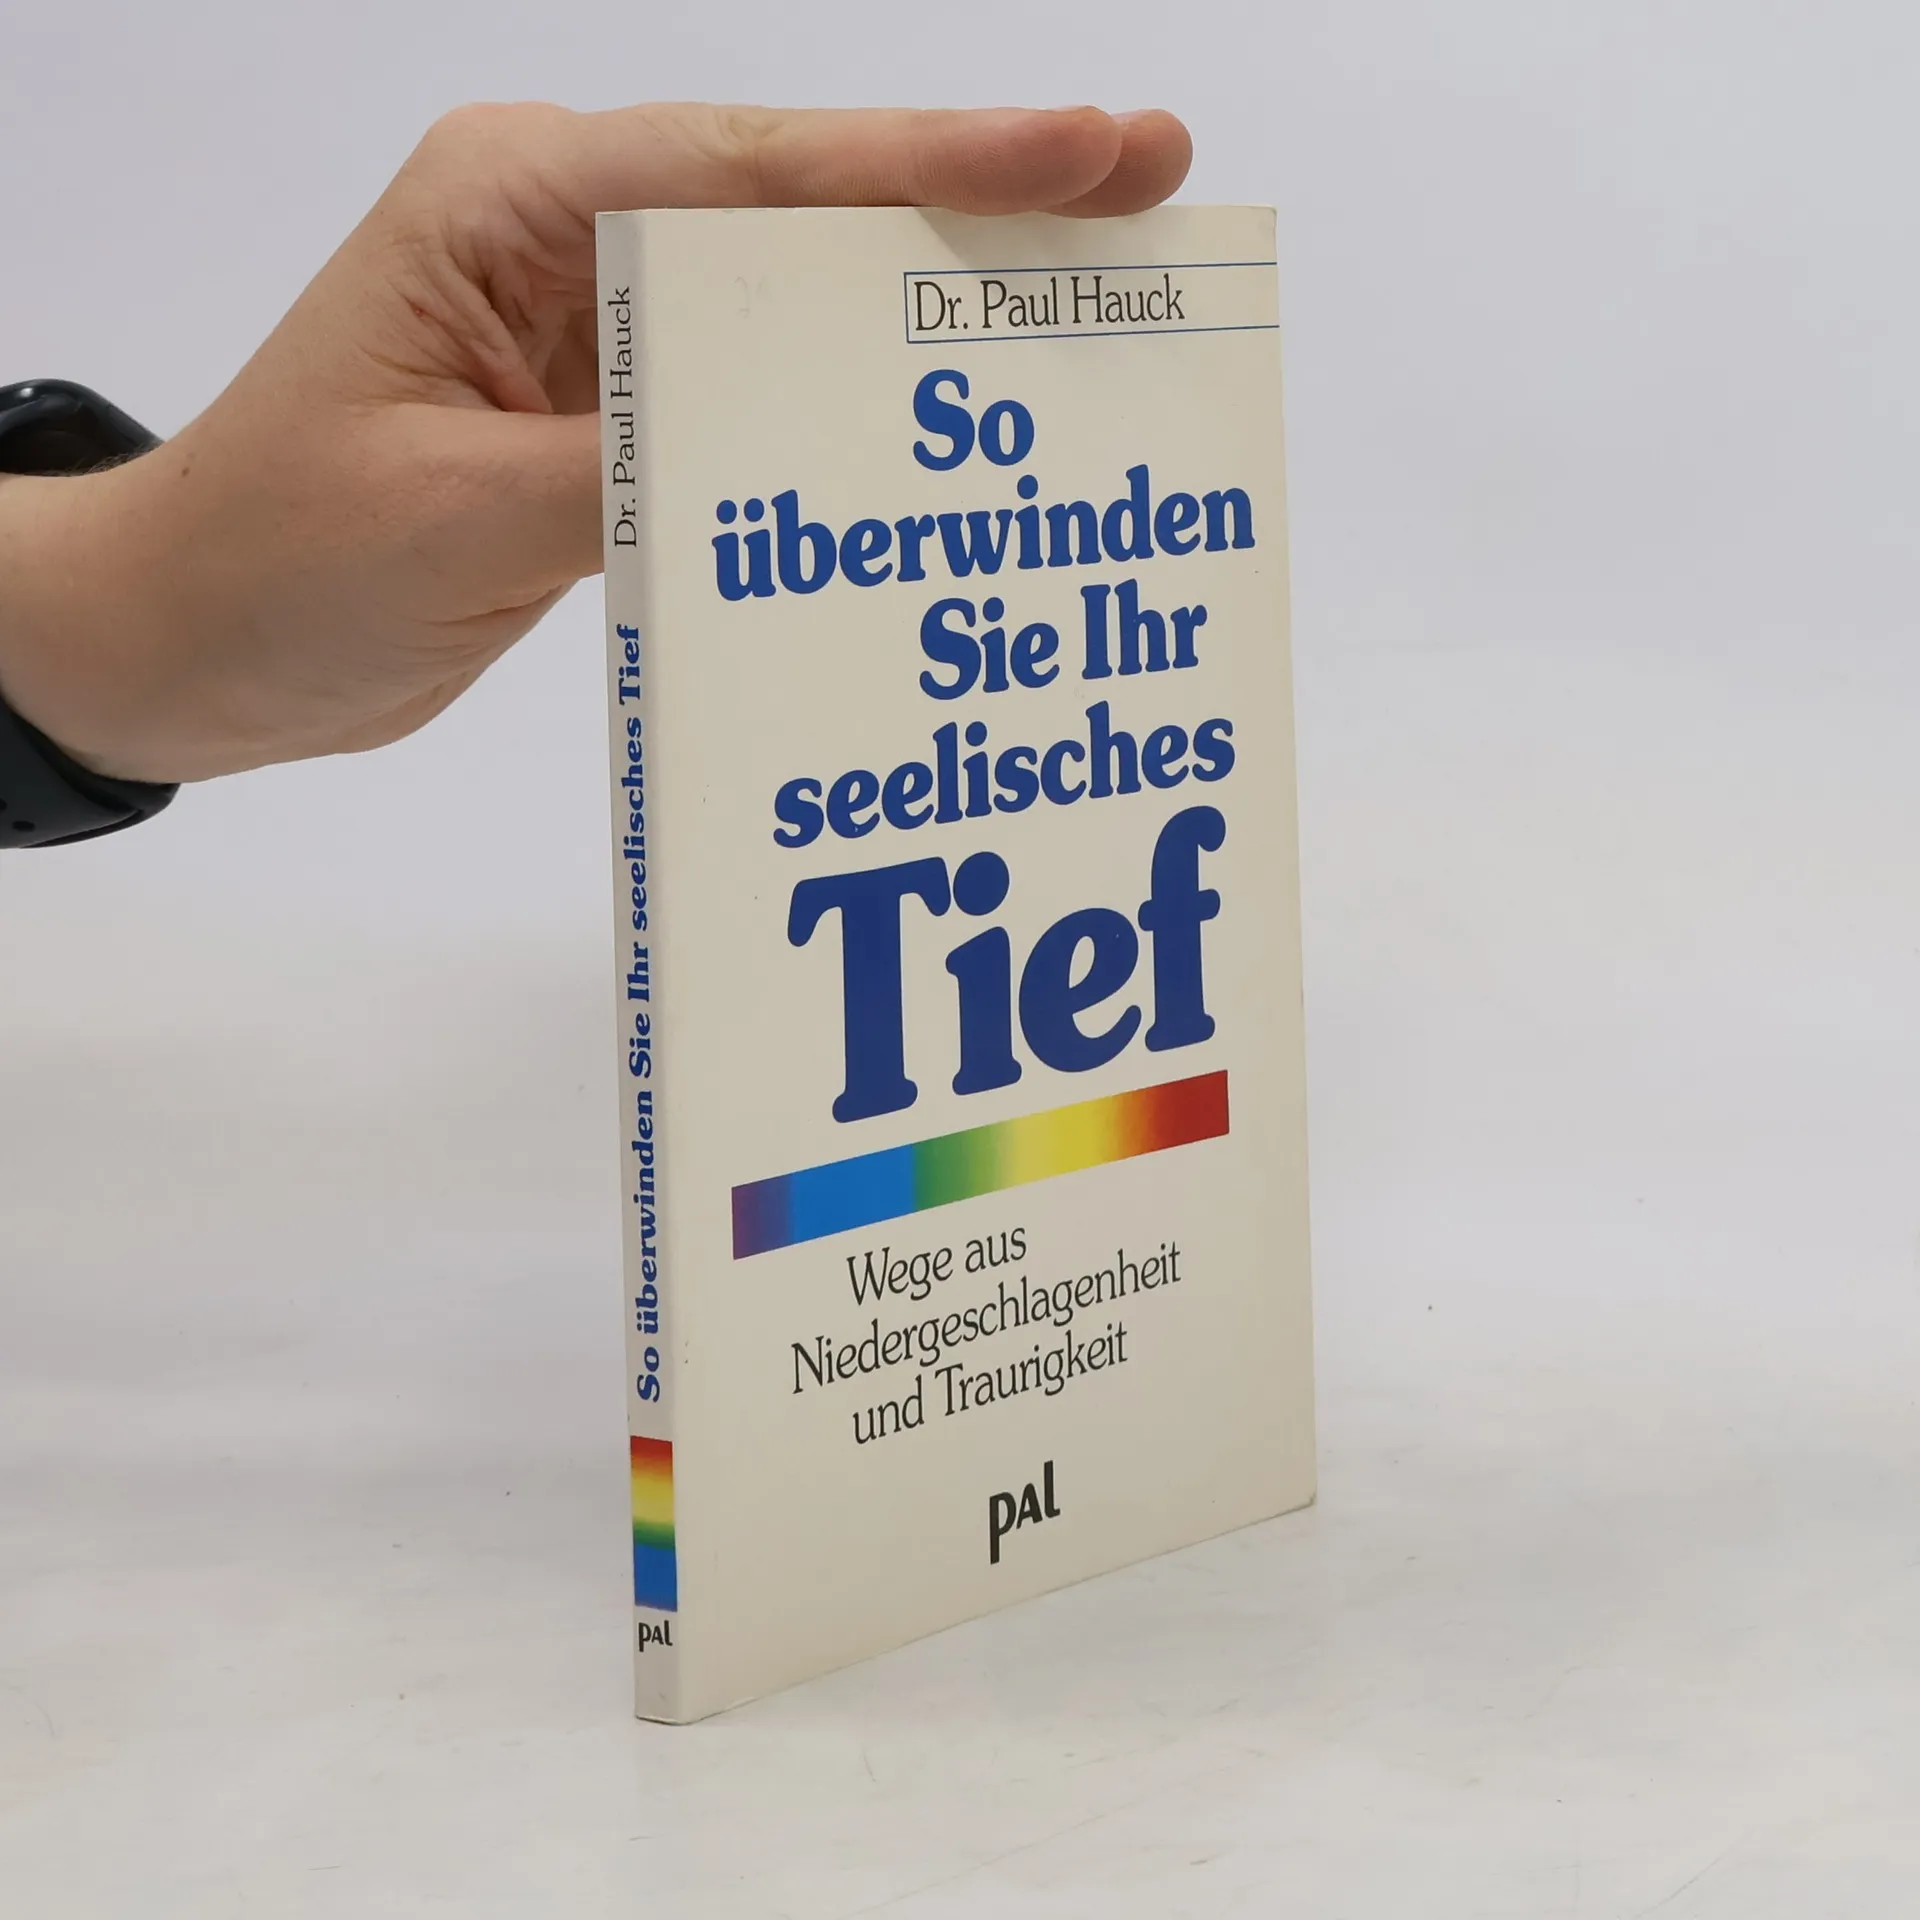 Dr. Paul Hauck
So
überwinden
Sie Ihr
seelisches
Tief
Wege aus
Niedergeschlagenheit
und Traurigkeit
pAl
Dr. Paul Hauck So überwinden Sie Ihr seelisches Tief
pAl